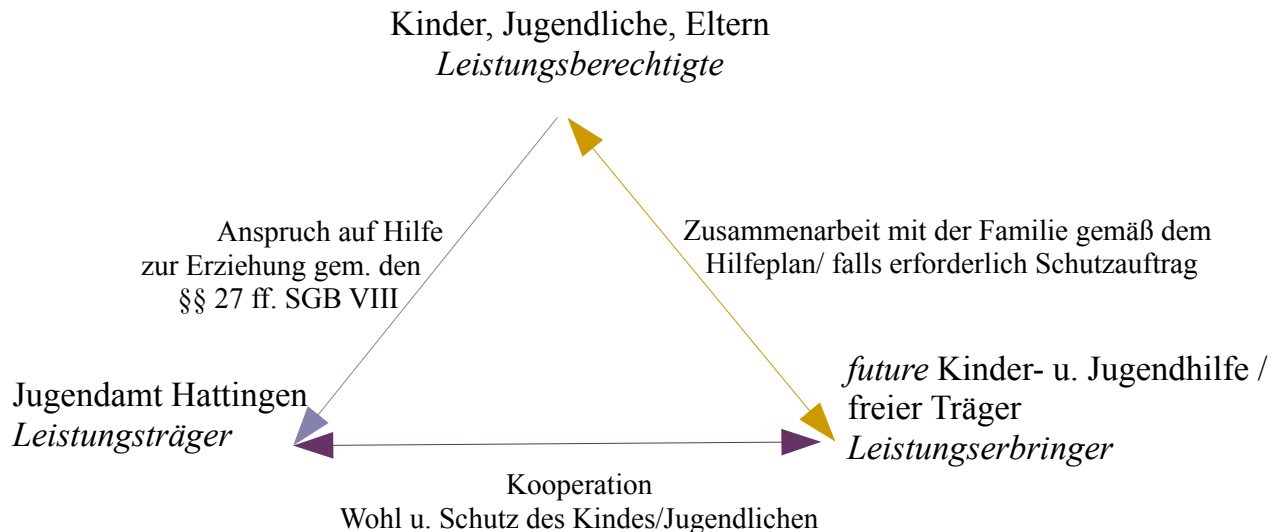 Kinder, Jugendliche, Eltern
Leistungsberechtigte
Anspruch auf Hilfe
zur Erziehung gem. den
§§ 27 ff. SGB VIII
Zusammenarbeit mit der Familie gemäß dem
Hilfeplan/ falls erforderlich Schutzauftrag
Jugendamt Hattingen
Leistungsträger
future Kinder- u. Jugendhilfe /
freier Träger
Leistungserbringer
Kooperation
Wohl u. Schutz des Kindes/Jugendlichen